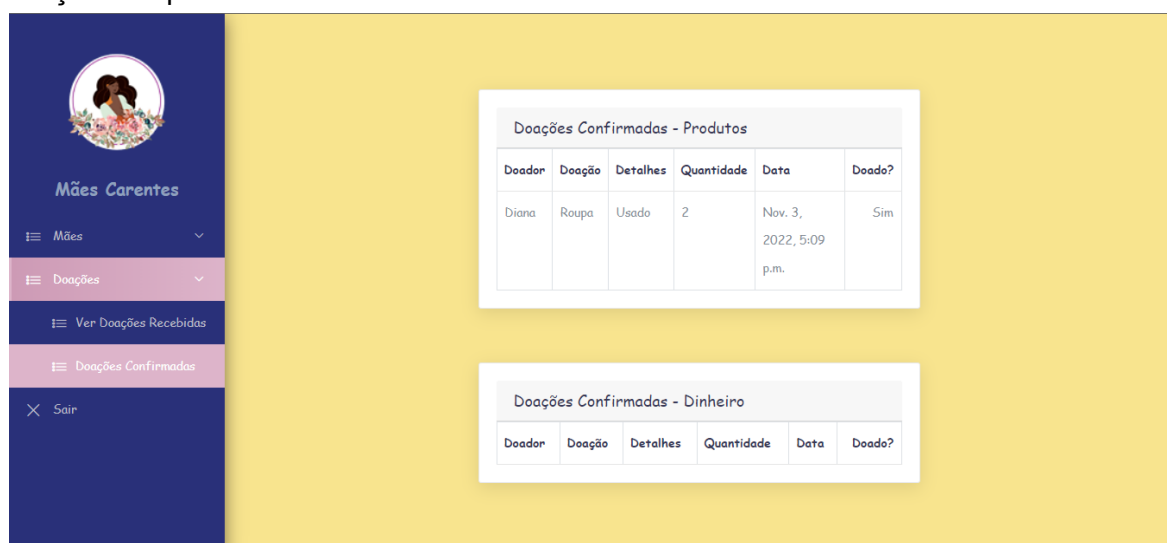 Mães Carentes
Mães
Doações
Ver Doações Recebidas
Doações Confirmadas
Sair
Doações Confirmadas - Produtos
Doador Doação Detalhes Quantidade Data Doado?
Diana Roupa Usado 2 Nov. 3, Sim
2022, 5:09
p.m.
Doações Confirmadas - Dinheiro
Doador Doação Detalhes Quantidade Data Doado?